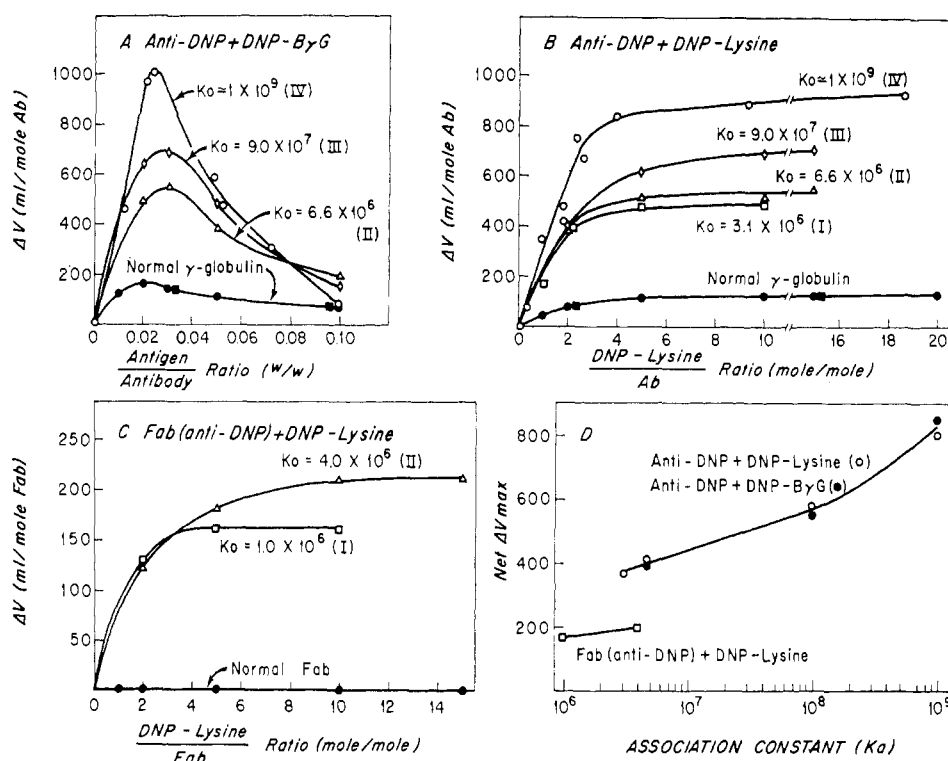 A Anti-DNP + DNP-BγG
ΔV (ml/mole Ab)
1000
800
600
400
200
Ko ≃ 1 X 10⁹ (IV)
Ko = 9.0 X 10⁷ (III)
Ko = 6.6 X 10⁶ (II)
Normal γ-globulin
0 0.02 0.04 0.06 0.08 0.10
Antigen
Antibody
Ratio (w/w)
B Anti-DNP + DNP-Lysine
ΔV (ml/mole Ab)
1000
800
600
400
200
Ko ≃ 1 X 10⁹ (IV)
Ko = 9.0 X 10⁷ (III)
Ko = 6.6 X 10⁶ (II)
Ko = 3.1 X 10⁶ (I)
Normal γ-globulin
0 2 4 6 8 10 14 20
DNP-Lysine
Ab
Ratio (mole/mole)
C Fab (anti-DNP) + DNP-Lysine
ΔV (ml/mole Fab)
250
200
150
100
50
0
Ko = 4.0 X 10⁶ (II)
Ko = 1.0 X 10⁶ (I)
Normal Fab
0 2 4 6 8 10 14
DNP-Lysine
Fab
Ratio (mole/mole)
D
Net ΔVmax
800
600
400
200
Anti-DNP + DNP-Lysine (o)
Anti-DNP + DNP-BγG (●)
Fab (anti-DNP) + DNP-Lysine
10⁶ 10⁷ 10⁸ 10⁹
ASSOCIATION CONSTANT (Ka)